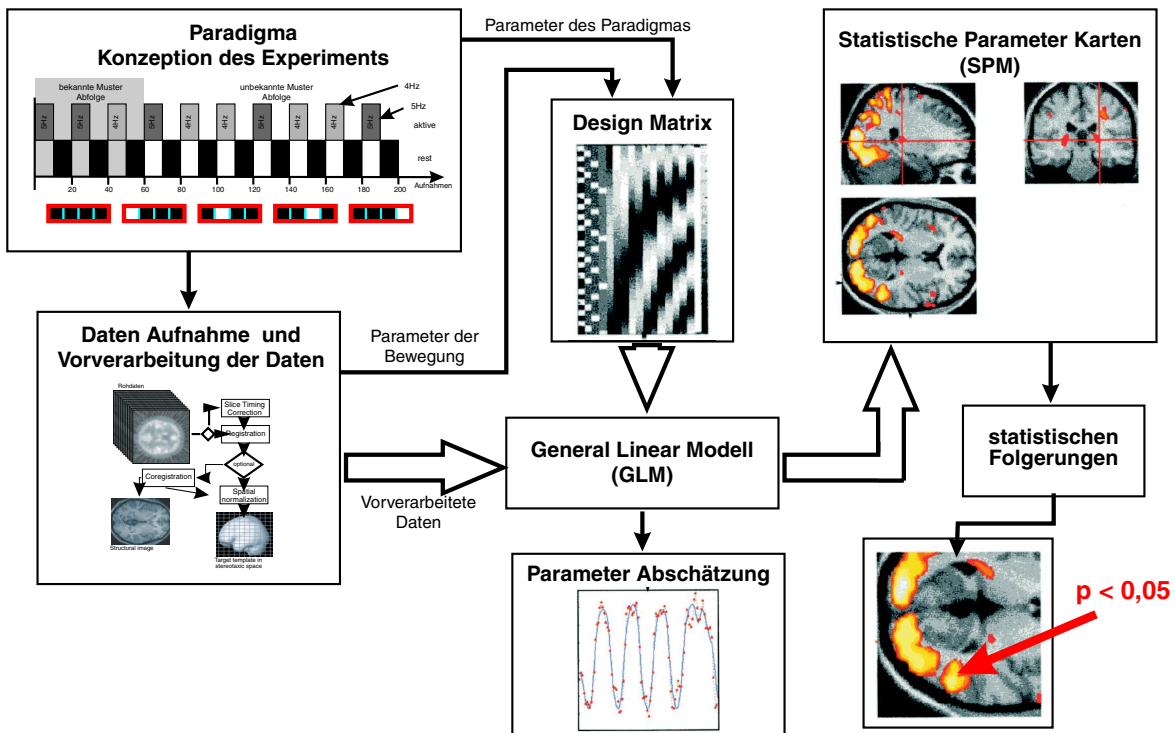 Paradigma
Konzeption des Experiments
bekannte Muster
Abfolge
unbekannte Muster
Abfolge
4Hz
5Hz
5Hz
5Hz
4Hz
5Hz
4Hz
4Hz
5Hz
4Hz
4Hz
5Hz
aktive
rest
20
40
60
80
100
120
140
160
180
200
Aufnahmen
Parameter des Paradigmas
Design Matrix
Statistische Parameter Karten
(SPM)
Daten Aufnahme und
Vorverarbeitung der Daten
Rohdaten
Slice Timing
Correction
Registration
optional
Coregistration
Spatial
normalization
Structural image
Target template in
stereotaxic space
Parameter der
Bewegung
Vorverarbeitete
Daten
General Linear Modell
(GLM)
Parameter Abschätzung
statistischen
Folgerungen
p < 0,05